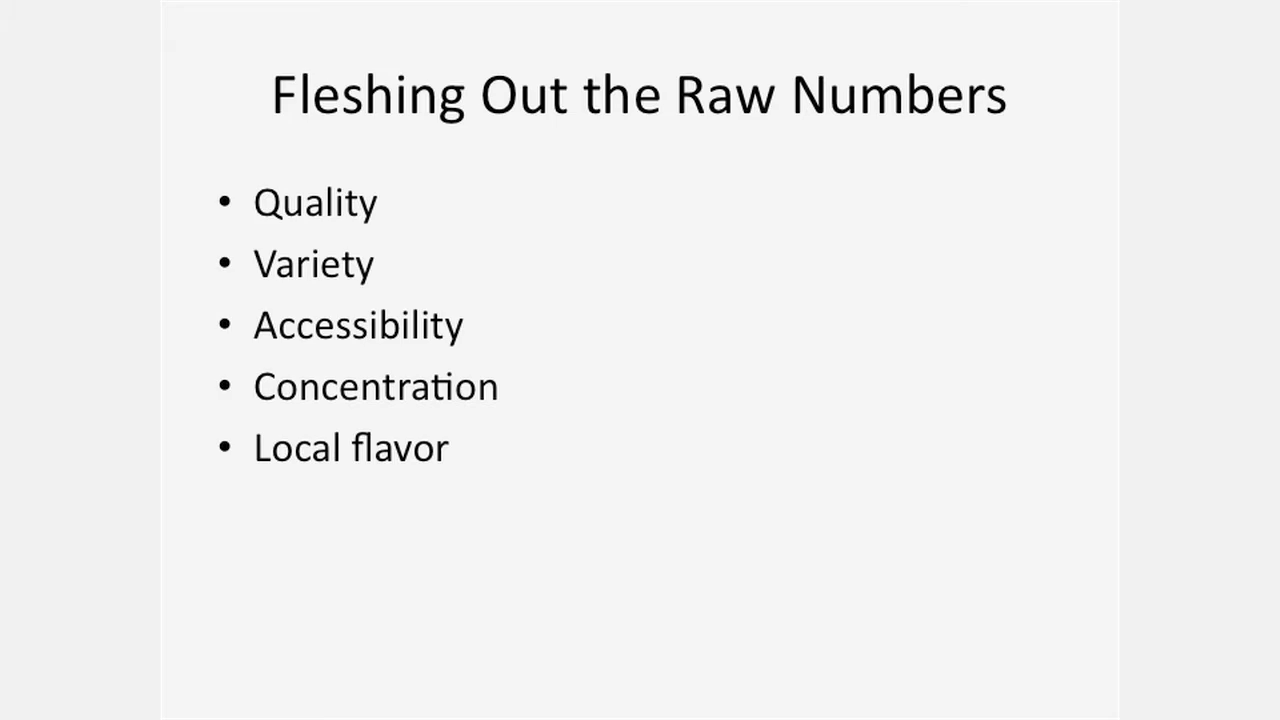 Fleshing Out the Raw Numbers
• Quality
• Variety
• Accessibility
• Concentration
• Local flavor